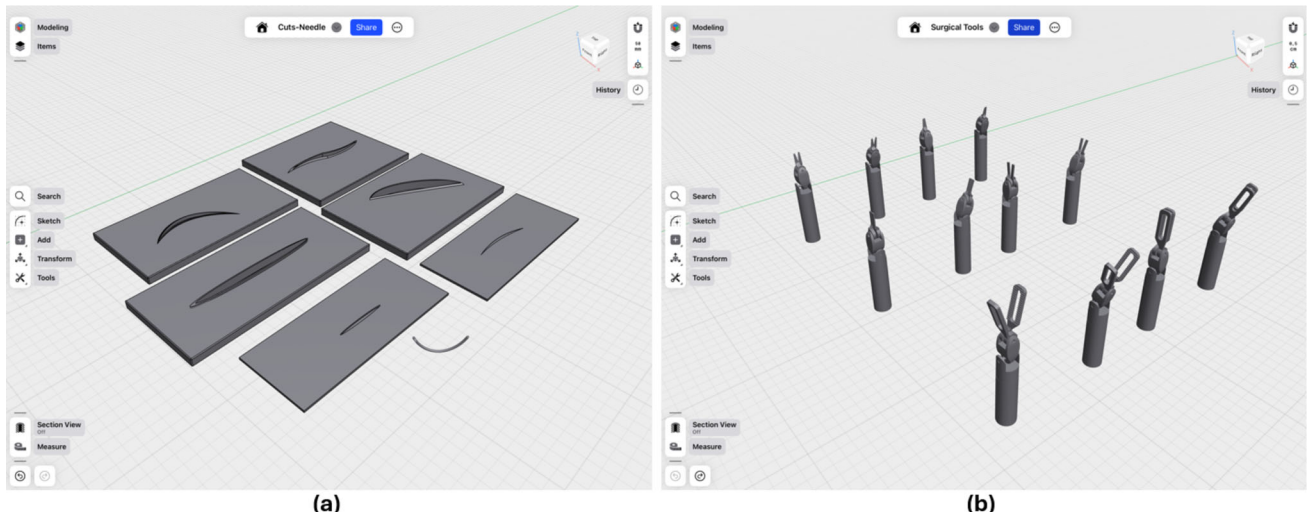 Modeling
Items
Cuts-Needle
Share
History
Search
Sketch
Add
Transform
Tools
Section View
Off
Measure
(a)
Modeling
Items
Surgical Tools
Share
History
Search
Sketch
Add
Transform
Tools
Section View
Off
Measure
(b)